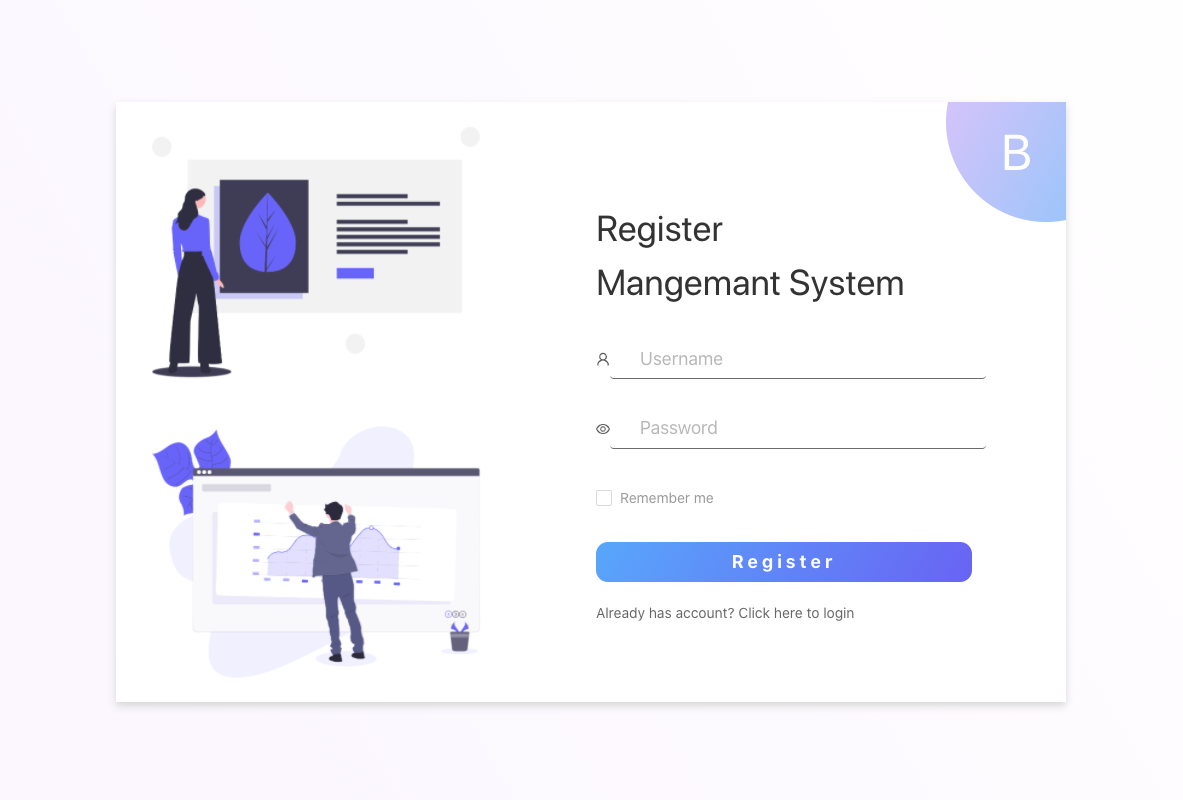 B
Register
Mangemant System
Username
Password
Remember me
Register
Already has account? Click here to login